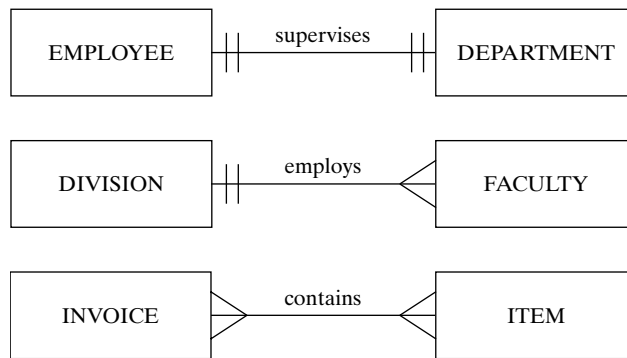 EMPLOYEE supervises DEPARTMENT
DIVISION employs FACULTY
INVOICE contains ITEM